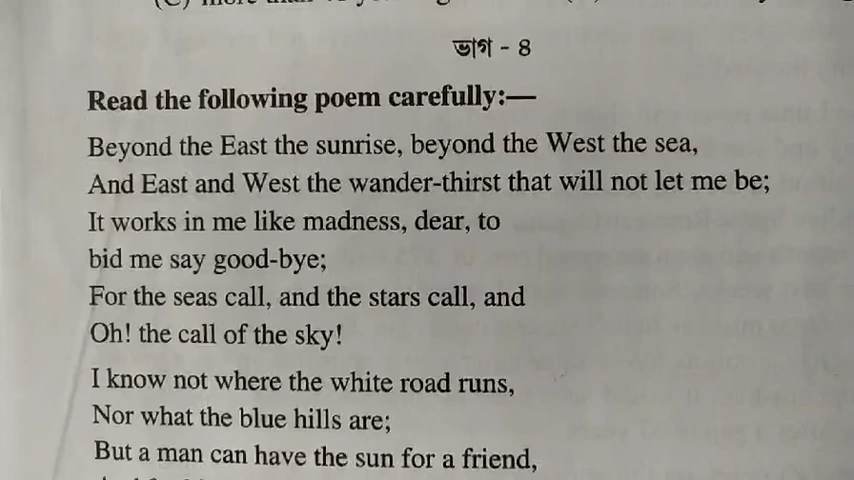 ভাগ - 4
Read the following poem carefully:—
Beyond the East the sunrise, beyond the West the sea,
And East and West the wander-thirst that will not let me be;
It works in me like madness, dear, to
bid me say good-bye;
For the seas call, and the stars call, and
Oh! the call of the sky!
I know not where the white road runs,
Nor what the blue hills are;
But a man can have the sun for a friend,